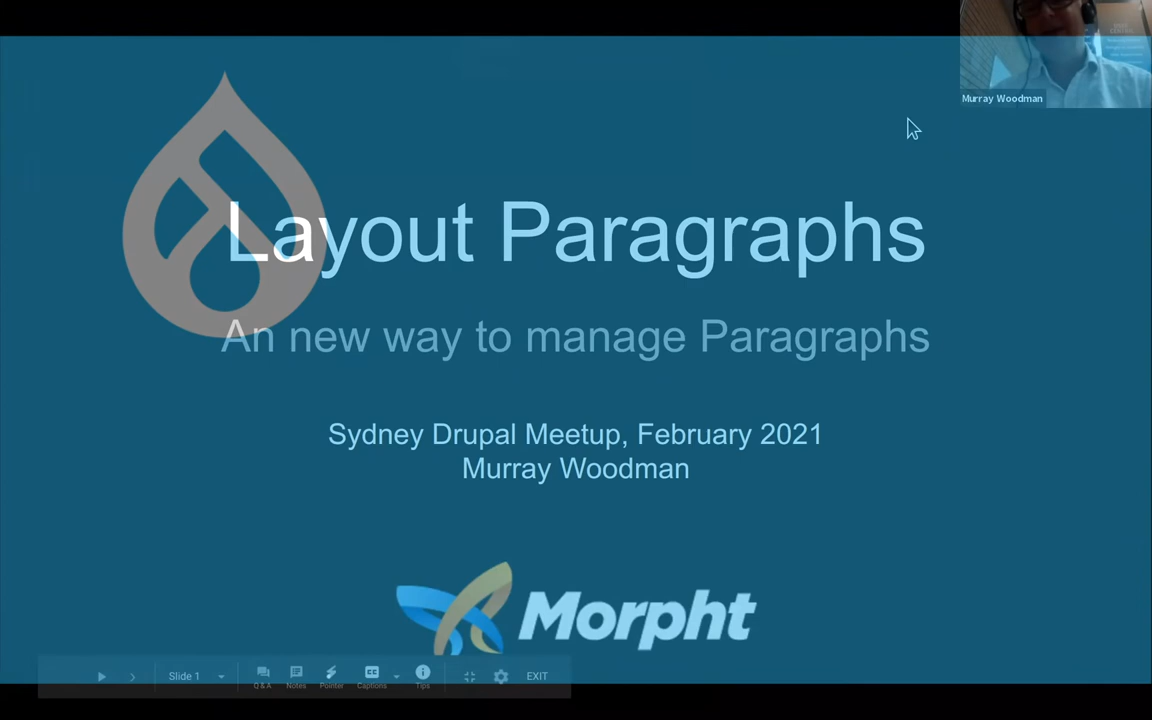 Murray Woodman
Layout Paragraphs
An new way to manage Paragraphs
Sydney Drupal Meetup, February 2021
Murray Woodman
Morpht
Slide 1
Q & A
Notes
Pointer
CC
Captions
Tips
EXIT